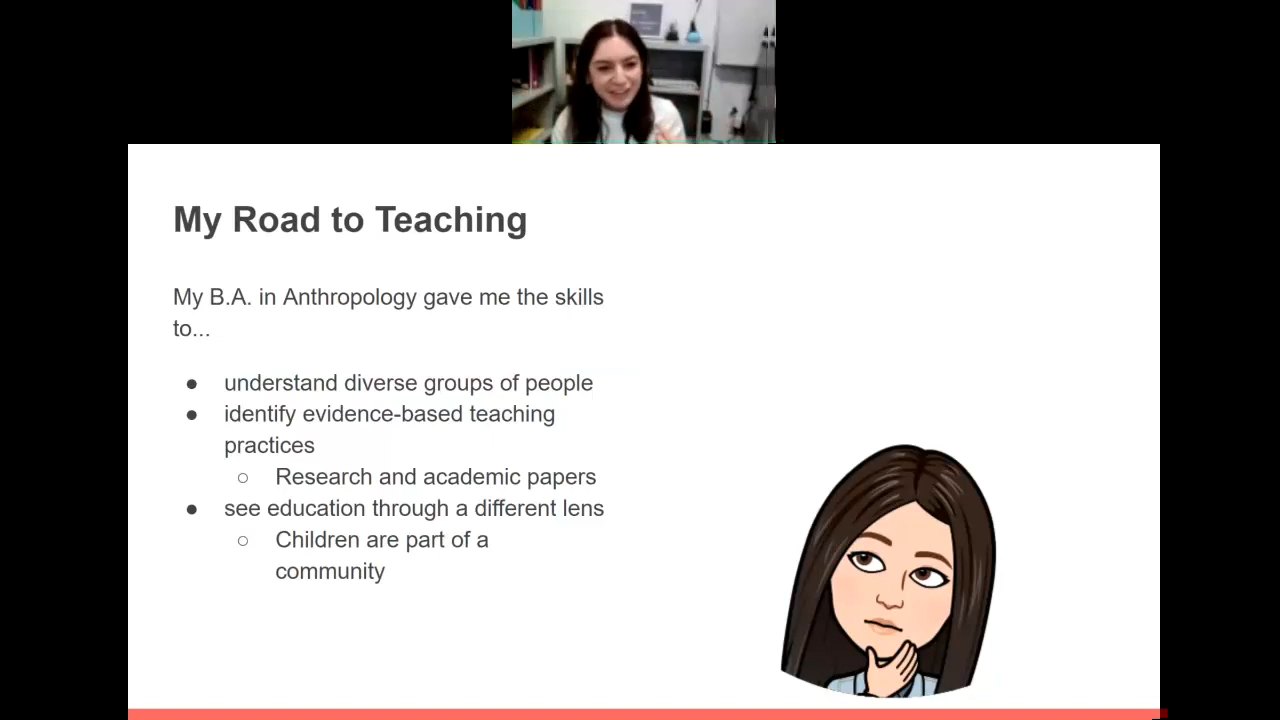 My Road to Teaching
My B.A. in Anthropology gave me the skills
to...
● understand diverse groups of people
● identify evidence-based teaching
practices
○ Research and academic papers
● see education through a different lens
○ Children are part of a
community